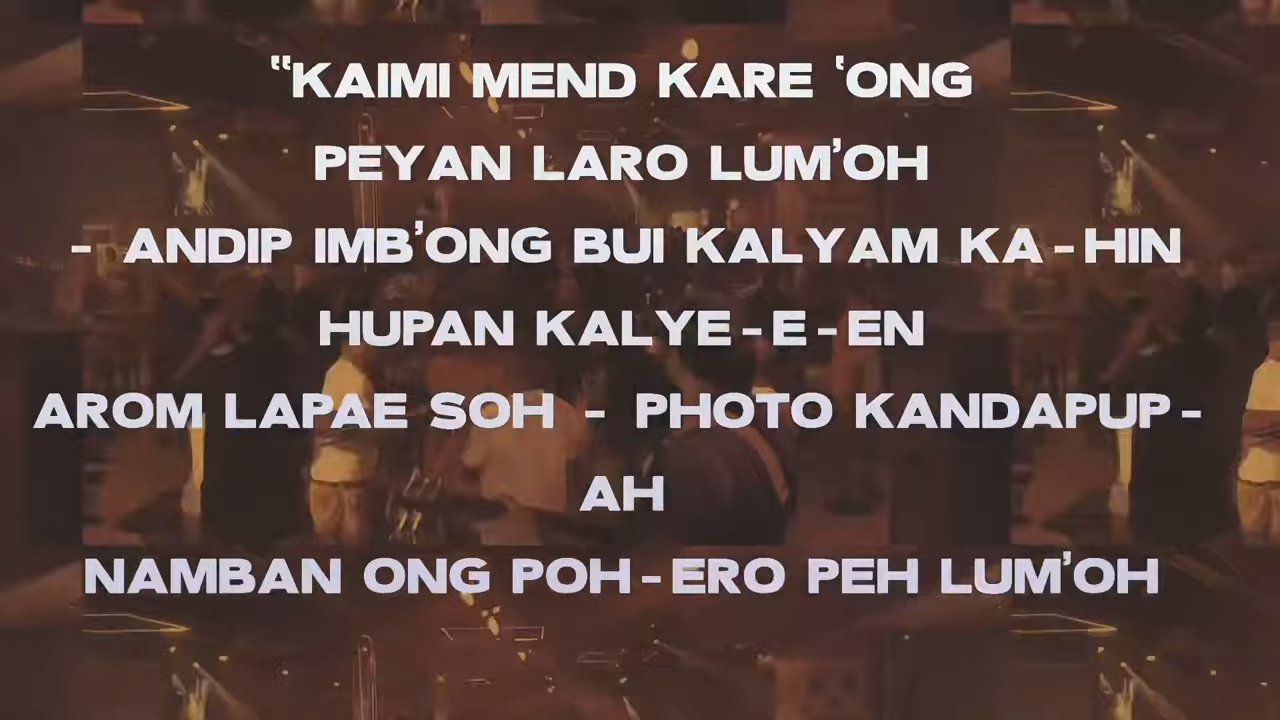 “KAIMI MEND KARE ‘ONG
PEYAN LARO LUM’OH
- ANDIP IMB’ONG BUI KALYAM KA-HIN
HUPAN KALYE-E-EN
AROM LAPAE SOH - PHOTO KANDAPUP-
AH
NAMBAN ONG POH-ERO PEH LUM’OH